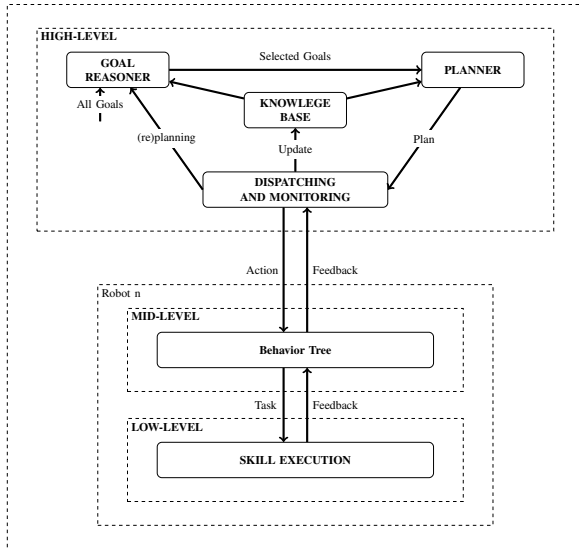 HIGH-LEVEL
GOAL
REASONER
Selected Goals
PLANNER
All Goals
KNOWLEGE
BASE
(re)planning
Update
Plan
DISPATCHING
AND MONITORING
Action
Feedback
Robot n
MID-LEVEL
Behavior Tree
Task
Feedback
LOW-LEVEL
SKILL EXECUTION